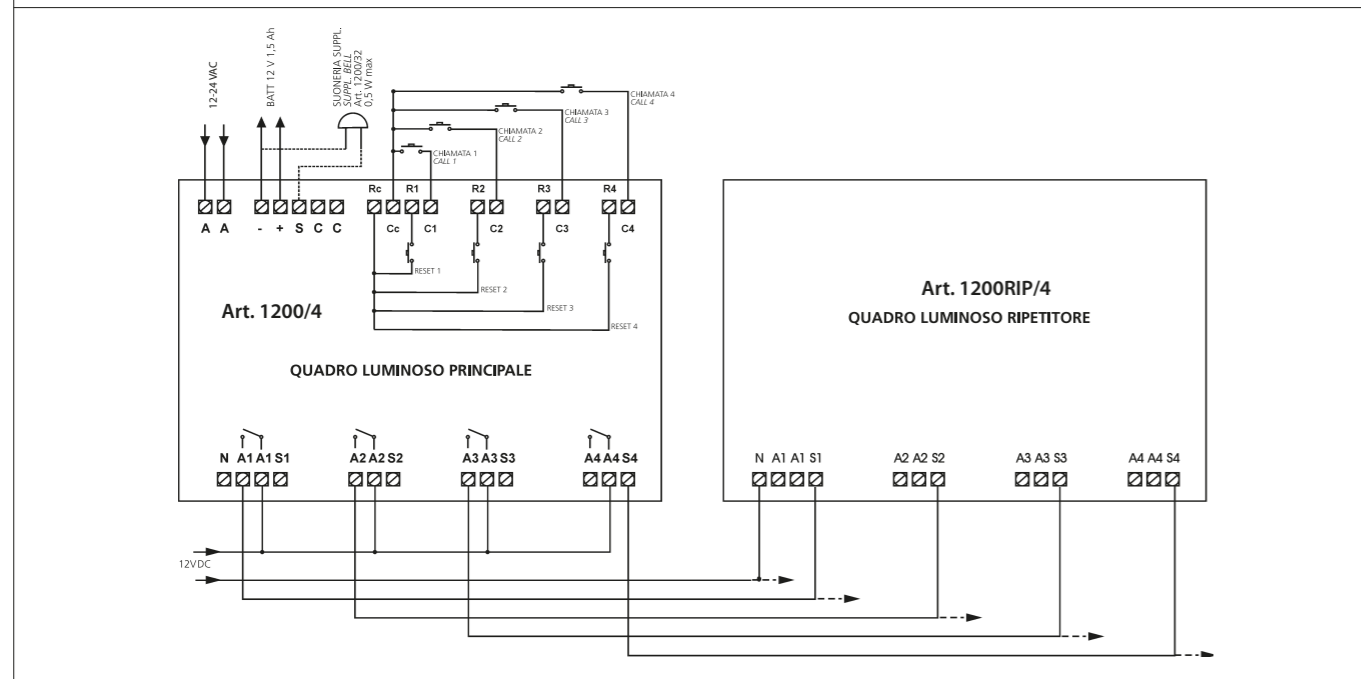 12-24 VAC
BATT 12 V 1,5 Ah
SUONERIA SUPPL.
SUPPL. BELL
Art. 1200/32
0,5 W max
CHIAMATA 4
CALL 4
CHIAMATA 3
CALL 3
CHIAMATA 2
CALL 2
CHIAMATA 1
CALL 1
Rc R1 R2 R3 R4
A A - + S C C Cc C1 C2 C3 C4
RESET 1
RESET 2
RESET 3
RESET 4
Art. 1200/4
QUADRO LUMINOSO PRINCIPALE
N A1 A1 S1 A2 A2 S2 A3 A3 S3 A4 A4 S4
Art. 1200RIP/4
QUADRO LUMINOSO RIPETITORE
N A1 A1 S1 A2 A2 S2 A3 A3 S3 A4 A4 S4
12VDC